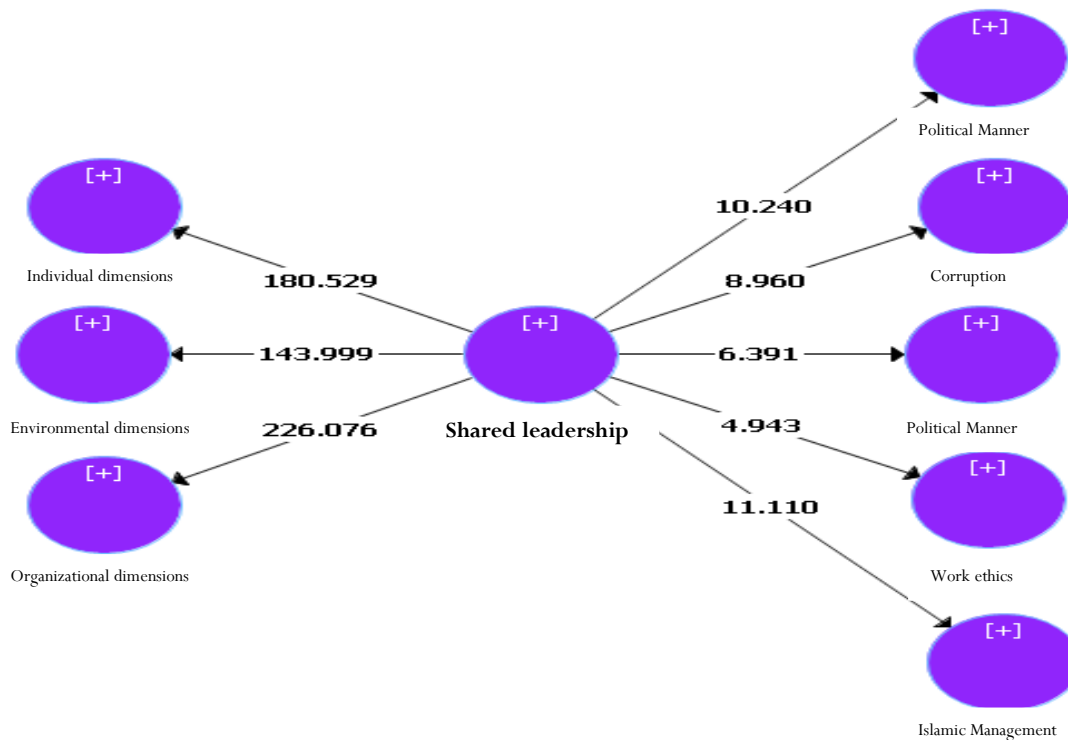 [+]
Political Manner
[+]
Individual dimensions
10.240
[+]
Corruption
180.529
8.960
[+]
Environmental dimensions
143.999
[+]
Shared leadership
6.391
[+]
Political Manner
226.076
4.943
[+]
Organizational dimensions
[+]
Work ethics
11.110
[+]
Islamic Management